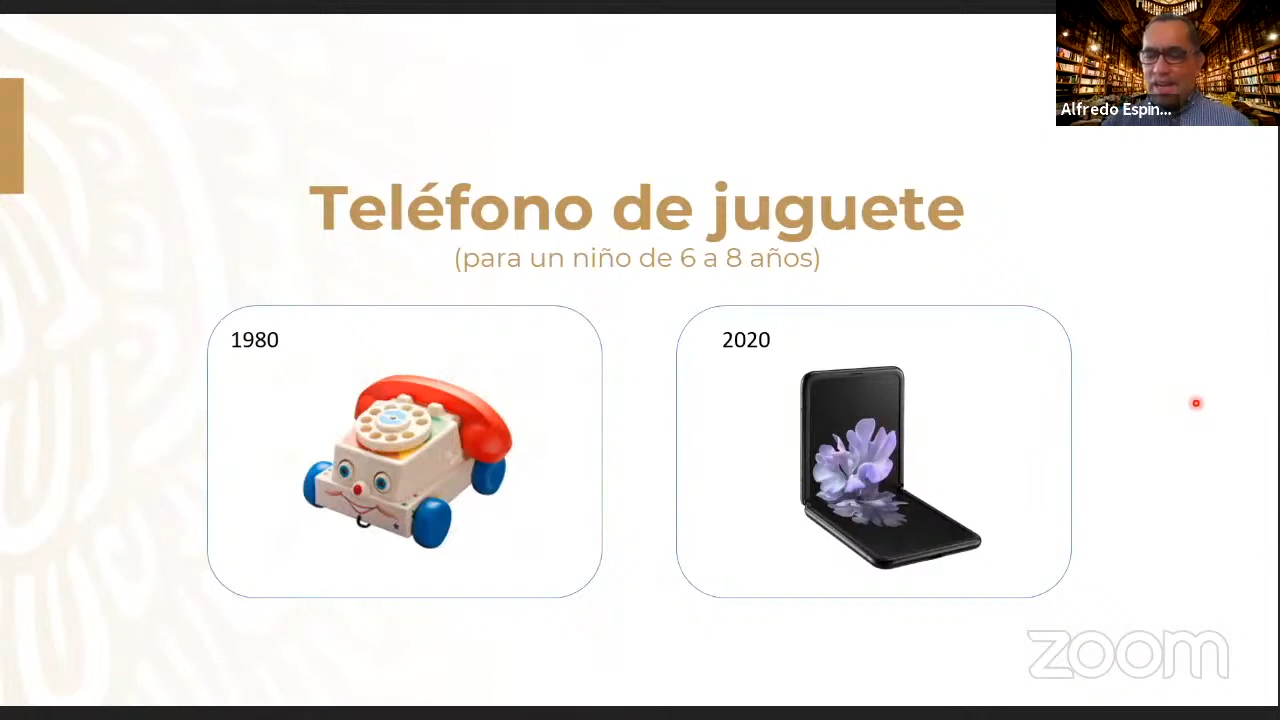 Alfredo Espin...
Teléfono de juguete
(para un niño de 6 a 8 años)
1980
2020
zoom